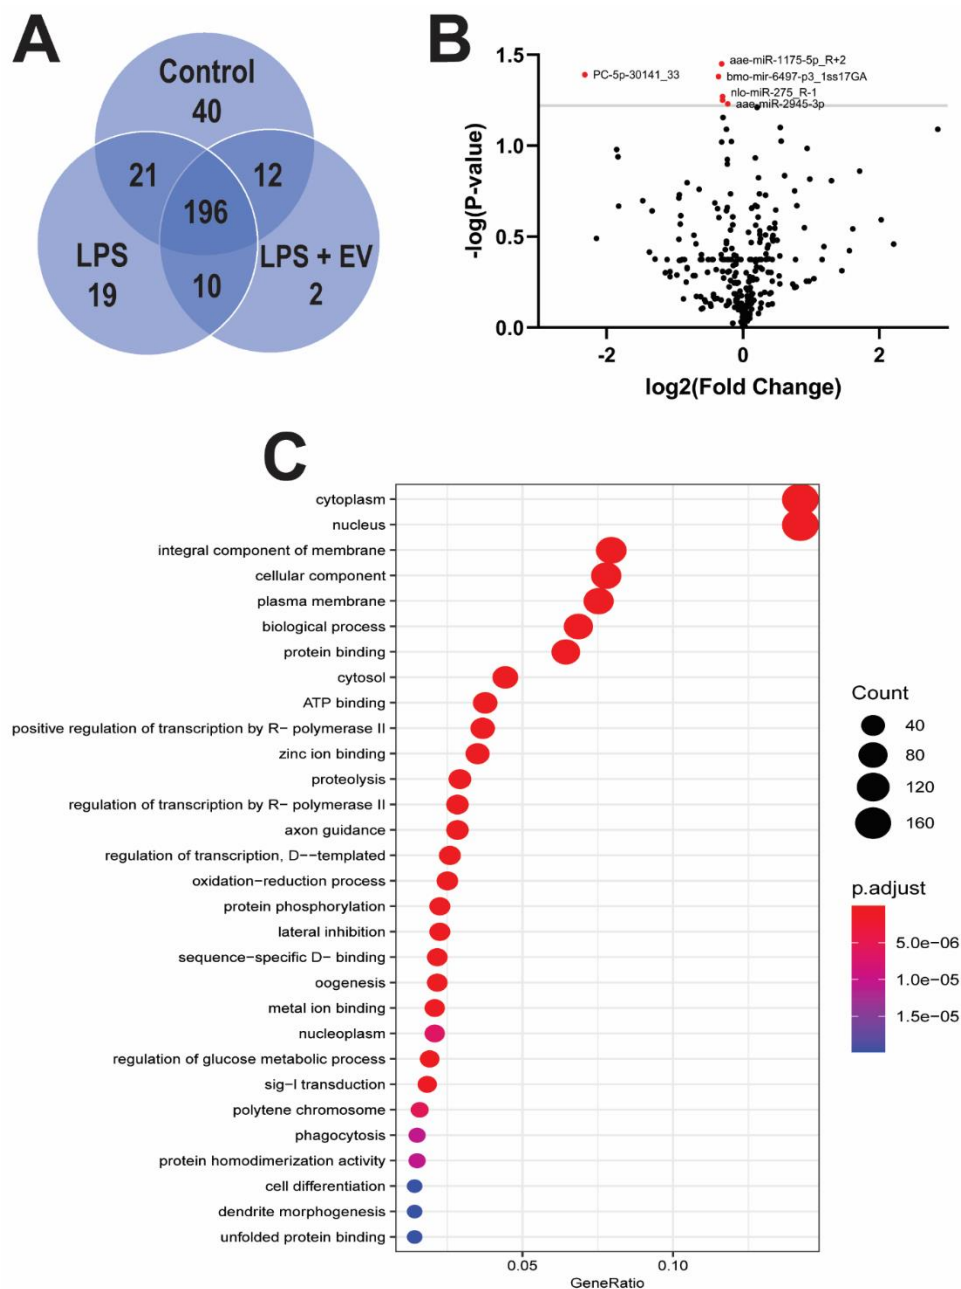 A
Control
40
21
12
196
LPS
19
10
LPS + EV
2
B
1.5
1.0
0.5
0.0
-log(P-value)
PC-5p-30141_33
aae-miR-1175-5p_R+2
bmo-mir-6497-p3_1ss17GA
nlo-miR-275_R-1
aae-miR-2945-3p
-2
0
2
log2(Fold Change)
C
cytoplasm
nucleus
integral component of membrane
cellular component
plasma membrane
biological process
protein binding
cytosol
ATP binding
positive regulation of transcription by R− polymerase II
zinc ion binding
proteolysis
regulation of transcription by R− polymerase II
axon guidance
regulation of transcription, D−−templated
oxidation−reduction process
protein phosphorylation
lateral inhibition
sequence−specific D− binding
oogenesis
metal ion binding
nucleoplasm
regulation of glucose metabolic process
sig−l transduction
polytene chromosome
phagocytosis
protein homodimerization activity
cell differentiation
dendrite morphogenesis
unfolded protein binding
0.05
0.10
GeneRatio
Count
40
80
120
160
p.adjust
5.0e−06
1.0e−05
1.5e−05